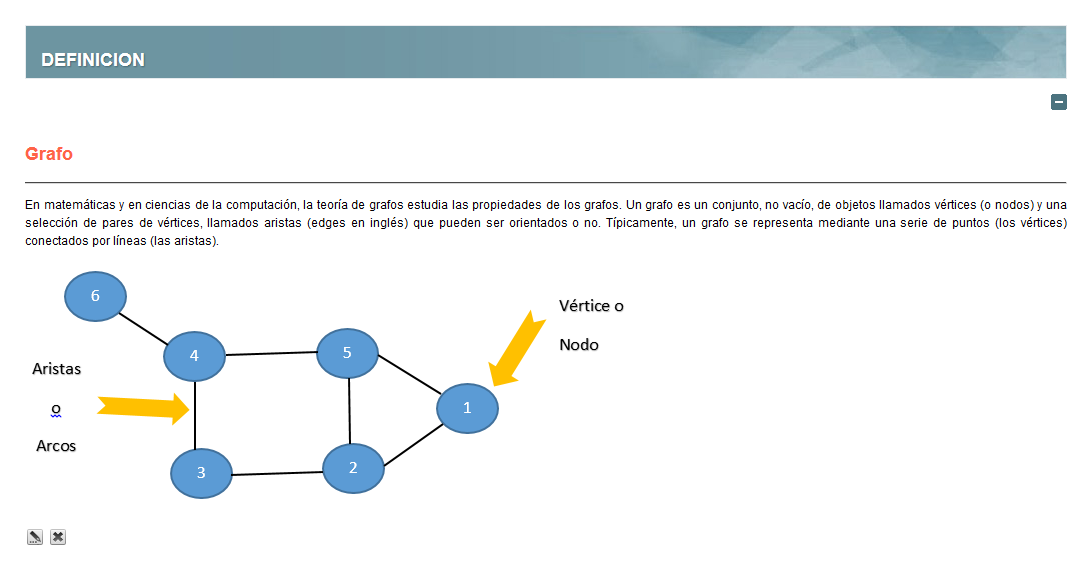 DEFINICION
Grafo
En matemáticas y en ciencias de la computación, la teoría de grafos estudia las propiedades de los grafos. Un grafo es un conjunto, no vacío, de objetos llamados vértices (o nodos) y una
selección de pares de vértices, llamados aristas (edges en inglés) que pueden ser orientados o no. Típicamente, un grafo se representa mediante una serie de puntos (los vértices)
conectados por líneas (las aristas).
6
Vértice o
Nodo
4
5
Aristas
o
Arcos
1
3
2